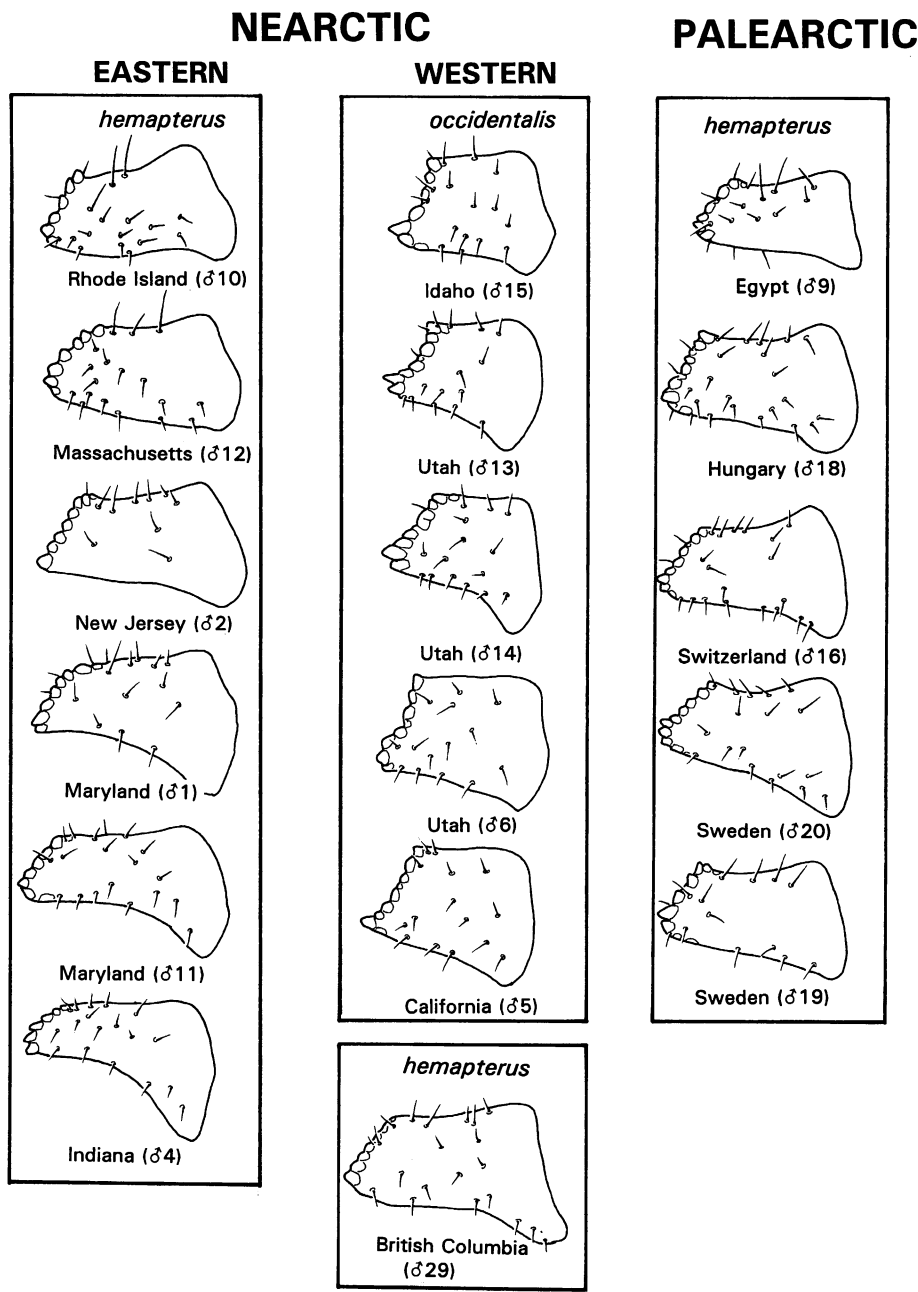 NEARCTIC
EASTERN
hemapterus
Rhode Island (♂10)
Massachusetts (♂12)
New Jersey (♂2)
Maryland (♂1)
Maryland (♂11)
Indiana (♂4)
WESTERN
occidentalis
Idaho (♂15)
Utah (♂13)
Utah (♂14)
Utah (♂6)
California (♂5)
hemapterus
British Columbia
(♂29)
PALEARCTIC
hemapterus
Egypt (♂9)
Hungary (♂18)
Switzerland (♂16)
Sweden (♂20)
Sweden (♂19)